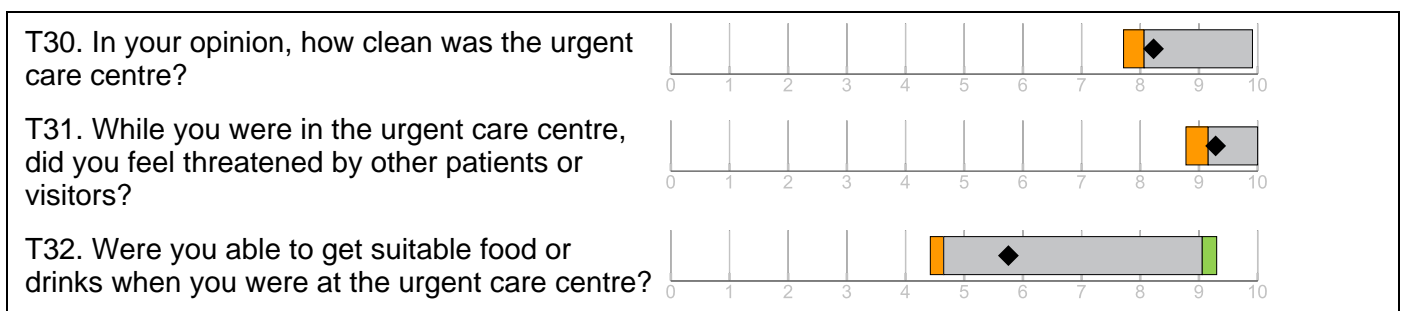 T30. In your opinion, how clean was the urgent
care centre?
0 1 2 3 4 5 6 7 8 9 10
T31. While you were in the urgent care centre,
did you feel threatened by other patients or
visitors?
0 1 2 3 4 5 6 7 8 9 10
T32. Were you able to get suitable food or
drinks when you were at the urgent care centre?
0 1 2 3 4 5 6 7 8 9 10